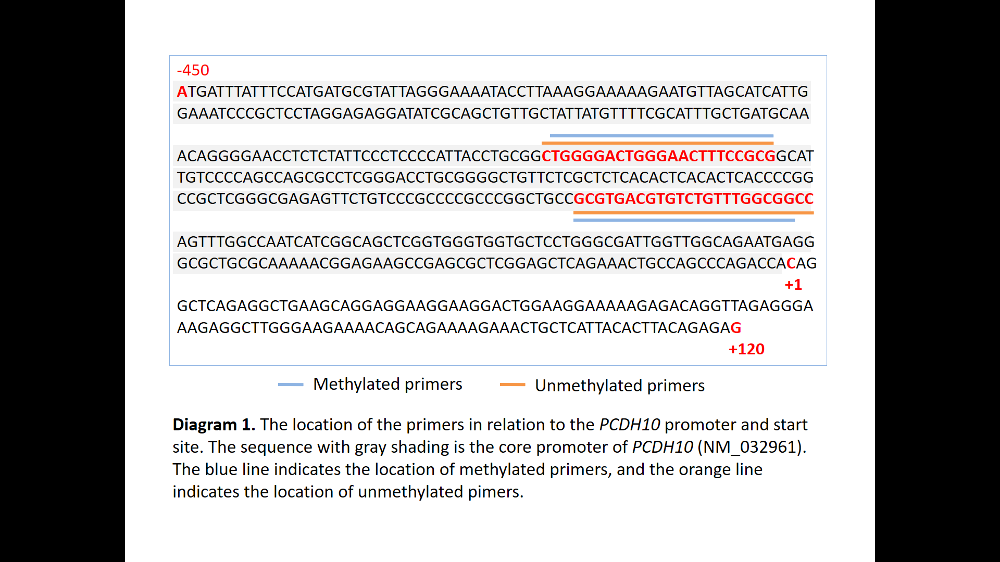 -450
ATGATTTATTTCCATGATGCGTATTAGGGAAAATACCTTAAAGGAAAAAGAATGTTAGCATCATTG
GAAATCCCGCTCCTAGGAGAGGATATCGCAGCTGTTGCTATTATGTTTTCGCATTTGCTGATGCAA
ACAGGGGAACCTCTCTATTCCCTCCCCATTACCTGCGGCTGGGGACTGGGAACTTTCCGCGGCAT
TGTCCCCAGCCAGCGCCTCGGGACCTGCGGGGCTGTTCTCGCTCTCACACTCACACTCACCCCGG
CCGCTCGGGCGAGAGTTCTGTCCCGCCCCGCCCGGCTGCCGCGTGACGTGTCTGTTTGGCGGCC
AGTTTGGCCAATCATCGGCAGCTCGGTGGGTGGTGCTCCTGGGCGATTGGTTGGCAGAATGAGG
GCGCTGCGCAAAAACGGAGAAGCCGAGCGCTCGGAGCTCAGAAACTGCCAGCCCAGACCACAG
+1
GCTCAGAGGCTGAAGCAGGAGGAAGGAAGGACTGGAAGGAAAAAGAGACAGGTTAGAGGGA
AAGAGGCTTGGGAAGAAAACAGCAGAAAAGAAACTGCTCATTACACTTACAGAGAG
+120
Methylated primers Unmethylated primers
Diagram 1. The location of the primers in relation to the PCDH10 promoter and start
site. The sequence with gray shading is the core promoter of PCDH10 (NM_032961).
The blue line indicates the location of methylated primers, and the orange line
indicates the location of unmethylated pimers.